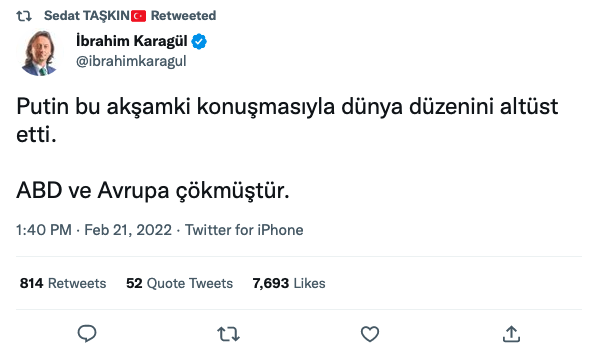 Sedat TAŞKIN🇹🇷 Retweeted
İbrahim Karagül
@ibrahimkaragul
Putin bu akşamki konuşmasıyla dünya düzenini altüst
etti.
ABD ve Avrupa çökmüştür.
1:40 PM · Feb 21, 2022 · Twitter for iPhone
814 Retweets 52 Quote Tweets 7,693 Likes